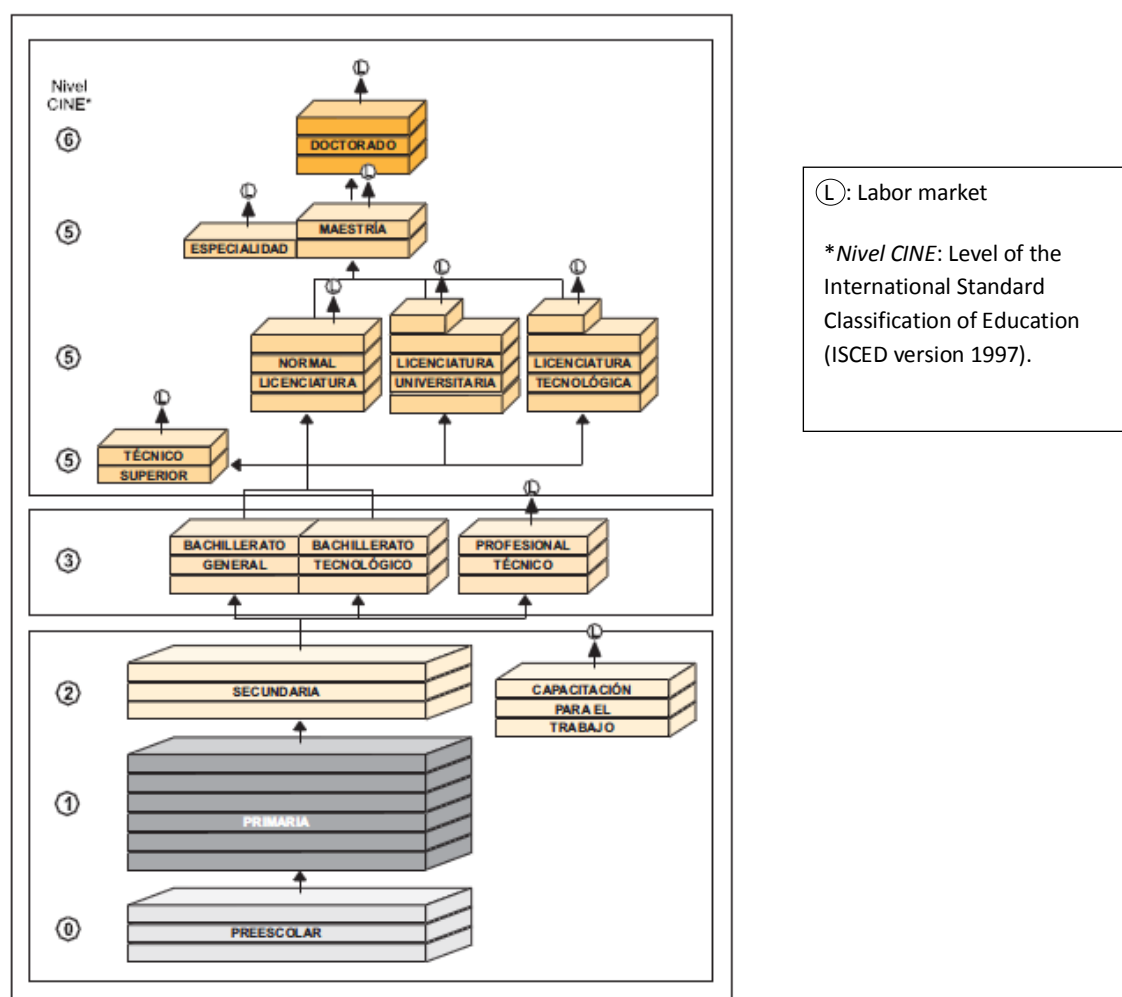 Nivel
CINE*
L
6
DOCTORADO
L
L
5
ESPECIALIDAD
MAESTRÍA
L
L
L
5
NORMAL
LICENCIATURA
LICENCIATURA
UNIVERSITARIA
LICENCIATURA
TECNOLÓGICA
L
5
TÉCNICO
SUPERIOR
L
3
BACHILLERATO
GENERAL
BACHILLERATO
TECNOLÓGICO
PROFESIONAL
TÉCNICO
L
2
SECUNDARIA
CAPACITACIÓN
PARA EL
TRABAJO
1
PRIMARIA
0
PREESCOLAR
L: Labor market
*Nivel CINE: Level of the
International Standard
Classification of Education
(ISCED version 1997).